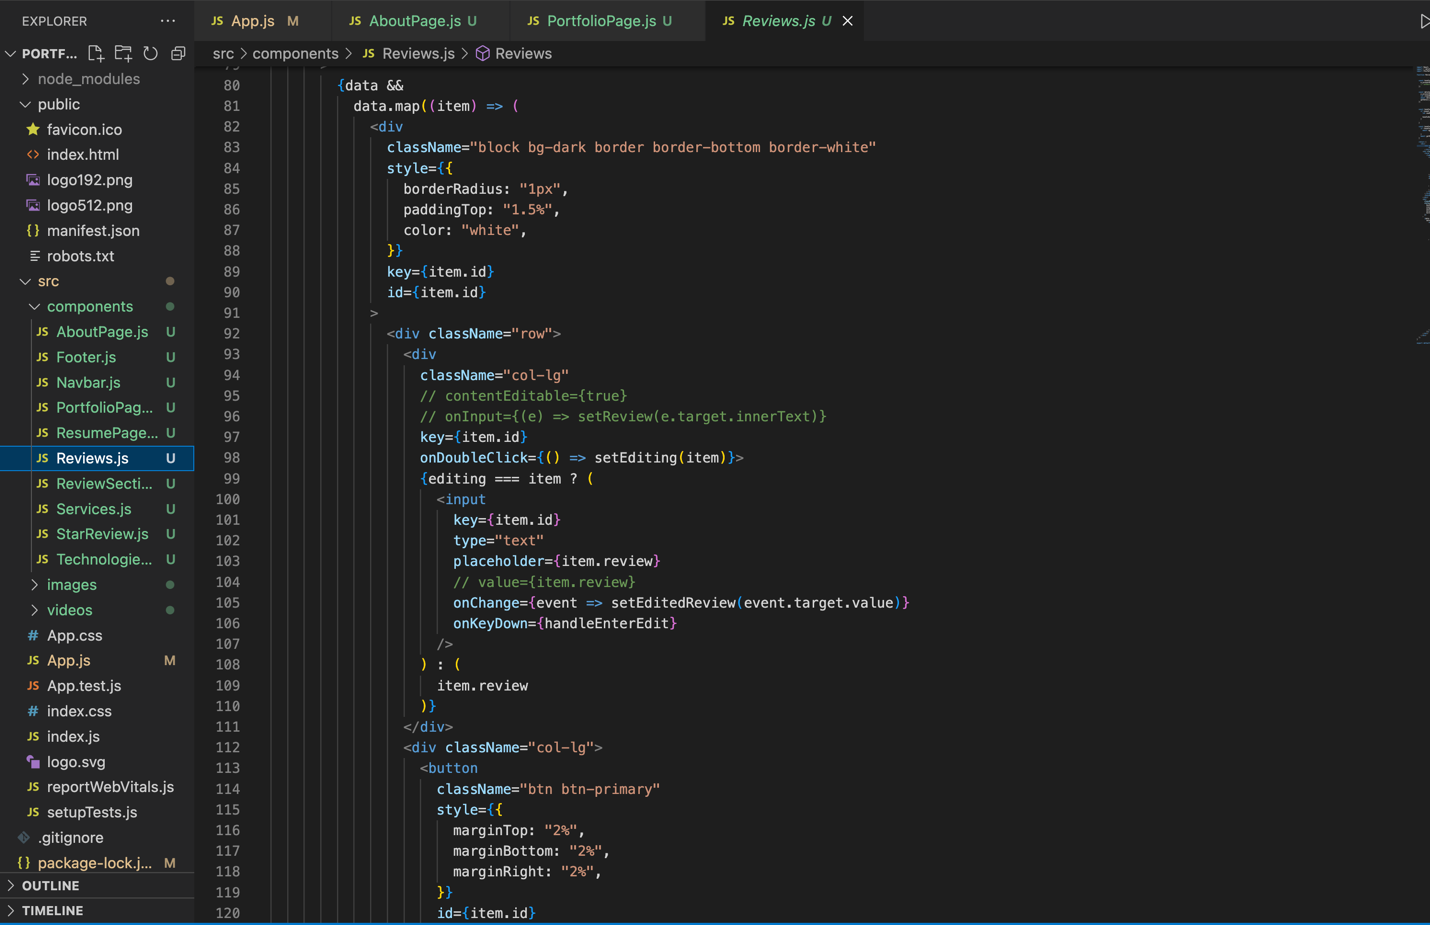 EXPLORER
PORTF...
node_modules
public
favicon.ico
index.html
logo192.png
logo512.png
manifest.json
robots.txt
src
components
JS AboutPage.js U
JS Footer.js U
JS Navbar.js U
JS PortfolioPag... U
JS ResumePage... U
JS Reviews.js U
JS ReviewSecti... U
JS Services.js U
JS StarReview.js U
JS Technologie... U
images
videos
# App.css
JS App.js M
JS App.test.js
# index.css
JS index.js
logo.svg
JS reportWebVitals.js
JS setupTests.js
.gitignore
{} package-lock.j... M
OUTLINE
TIMELINE
JS App.js M JS AboutPage.js U JS PortfolioPage.js U JS Reviews.js U
src > components > JS Reviews.js > Reviews
80 {data &&
81 data.map((item) => (
82 <div
83 className="block bg-dark border border-bottom border-white"
84 style={{
85 borderRadius: "1px",
86 paddingTop: "1.5%",
87 color: "white",
88 }}
89 key={item.id}
90 id={item.id}
91 >
92 <div className="row">
93 <div
94 className="col-lg"
95 // contentEditable={true}
96 // onInput={(e) => setReview(e.target.innerText)}
97 key={item.id}
98 onDoubleClick={() => setEditing(item)}>
99 {editing === item ? (
100 <input
101 key={item.id}
102 type="text"
103 placeholder={item.review}
104 // value={item.review}
105 onChange={event => setEditedReview(event.target.value)}
106 onKeyDown={handleEnterEdit}
107 />
108 ) : (
109 item.review
110 )}
111 </div>
112 <div className="col-lg">
113 <button
114 className="btn btn-primary"
115 style={{
116 marginTop: "2%",
117 marginBottom: "2%",
118 marginRight: "2%",
119 }}
120 id={item.id}